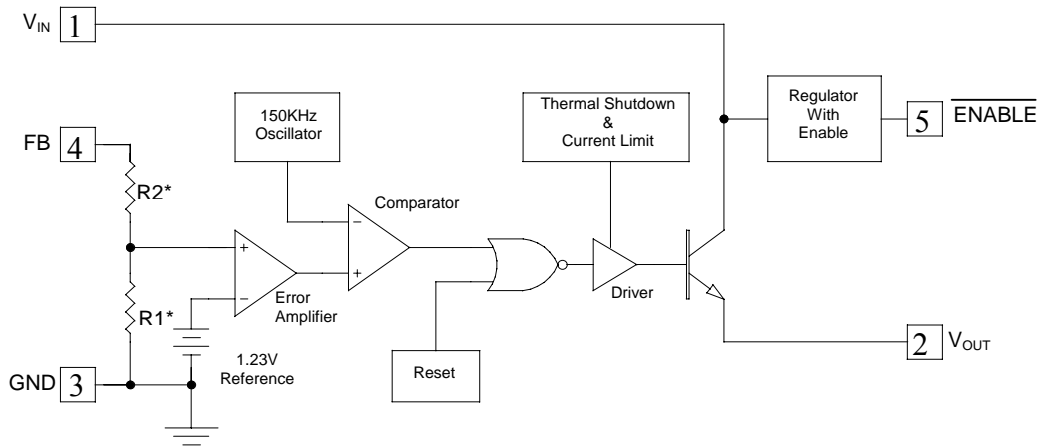 VIN 1
150KHz
Oscillator
Thermal Shutdown
&
Current Limit
Regulator
With
Enable
5 ENABLE
FB 4
R2*
Comparator
−
+
+
−
Error
Amplifier
Driver
R1*
1.23V
Reference
Reset
2 VOUT
GND 3